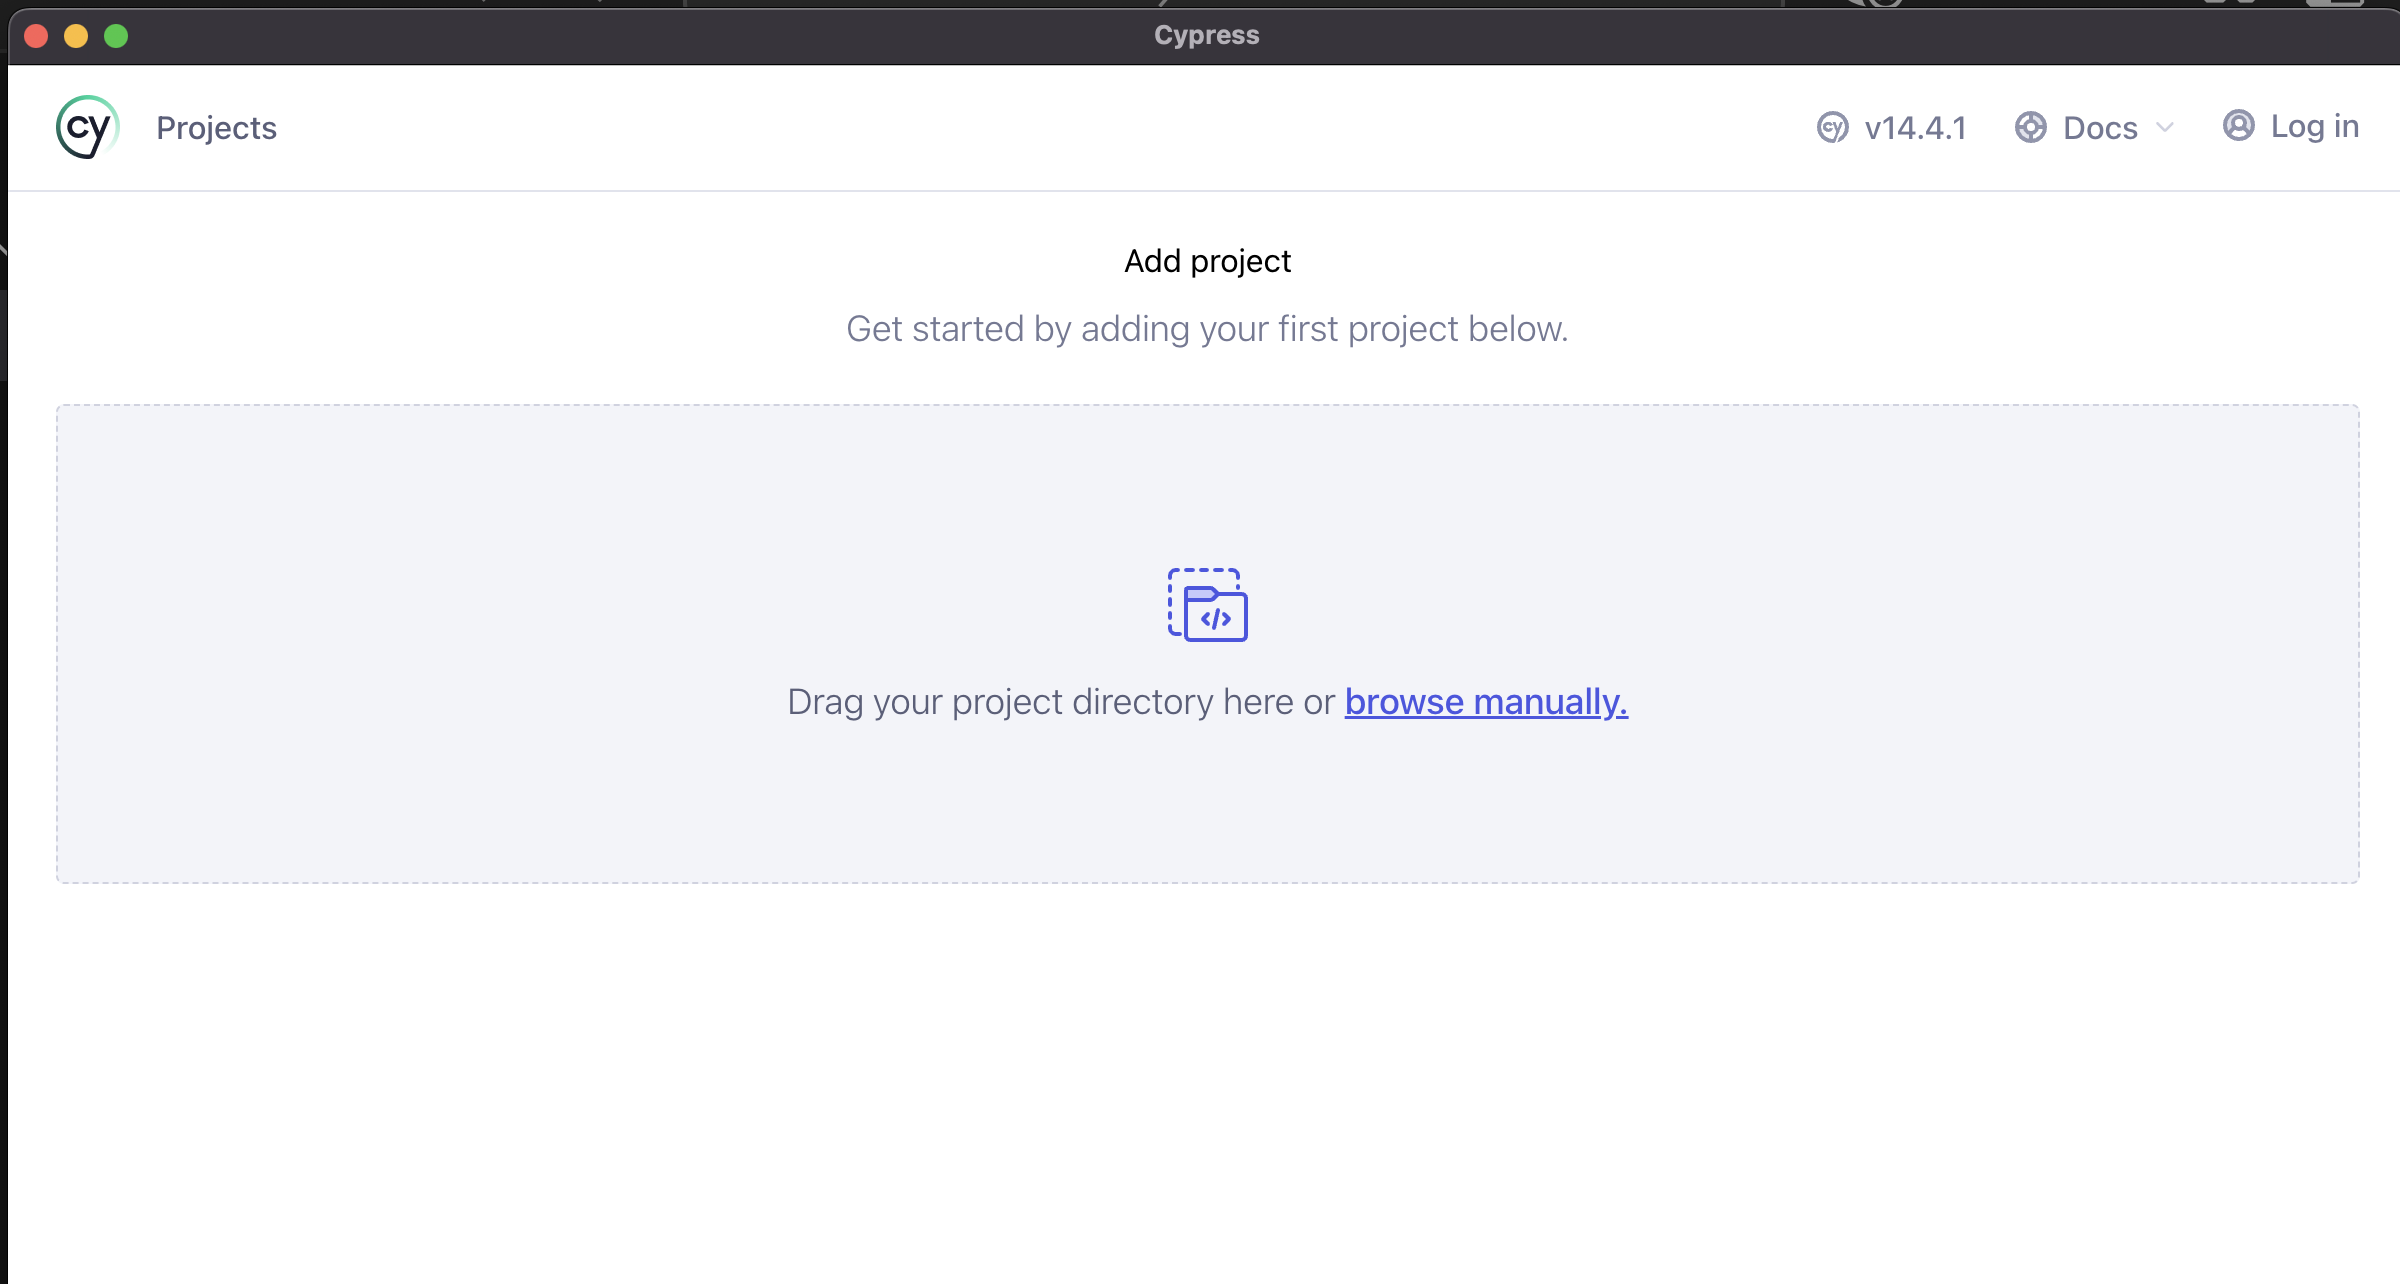 Cypress
cy Projects
cy v14.4.1 Docs Log in
Add project
Get started by adding your first project below.
</>
Drag your project directory here or browse manually.